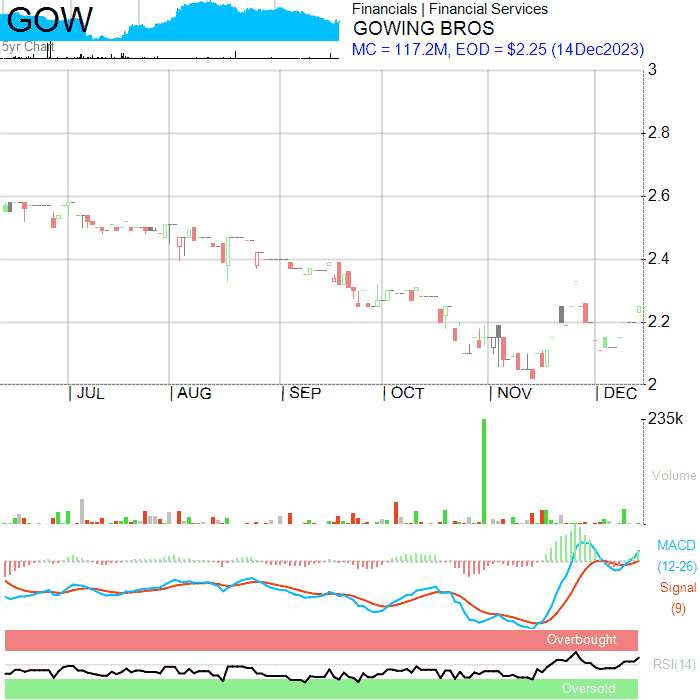 GOW
5yr Chart
Financials | Financial Services
GOWING BROS
MC = 117.2M, EOD = $2.25 (14Dec2023)
3
2.8
2.6
2.4
2.2
2
JUL
AUG
SEP
OCT
NOV
DEC
235k
Volume
MACD
(12-26)
Signal
(9)
Overbought
RSI(14)
Oversold